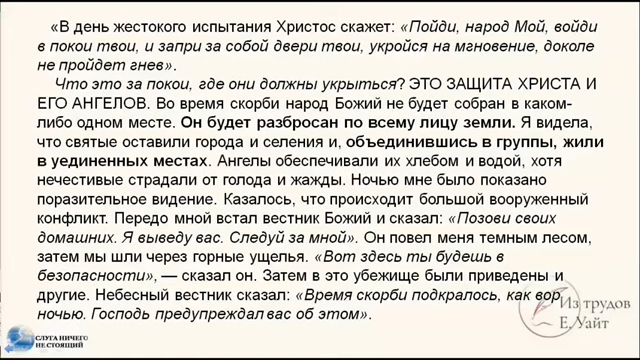 «В день жестокого испытания Христос скажет: «Пойди, народ Мой, войди
в покои твои, и запри за собой двери твои, укройся на мгновение, доколе
не пройдет гнев».
Что это за покои, где они должны укрыться? ЭТО ЗАЩИТА ХРИСТА И
ЕГО АНГЕЛОВ. Во время скорби народ Божий не будет собран в каком-
либо одном месте. Он будет разбросан по всему лицу земли. Я видела,
что святые оставили города и селения и, объединившись в группы, жили
в уединенных местах. Ангелы обеспечивали их хлебом и водой, хотя
нечестивые страдали от голода и жажды. Ночью мне было показано
поразительное видение. Казалось, что происходит большой вооруженный
конфликт. Передо мной встал вестник Божий и сказал: «Позови своих
домашних. Я выведу вас. Следуй за мной». Он повел меня темным лесом,
затем мы шли через горные ущелья. «Вот здесь ты будешь в
безопасности», — сказал он. Затем в это убежище были приведены и
другие. Небесный вестник сказал: «Время скорби подкралось, как вор
ночью. Господь предупреждал вас об этом».
Из трудов
Е. Уайт
СЛУГА НИЧЕГО
НЕ СТОЯЩИЙ